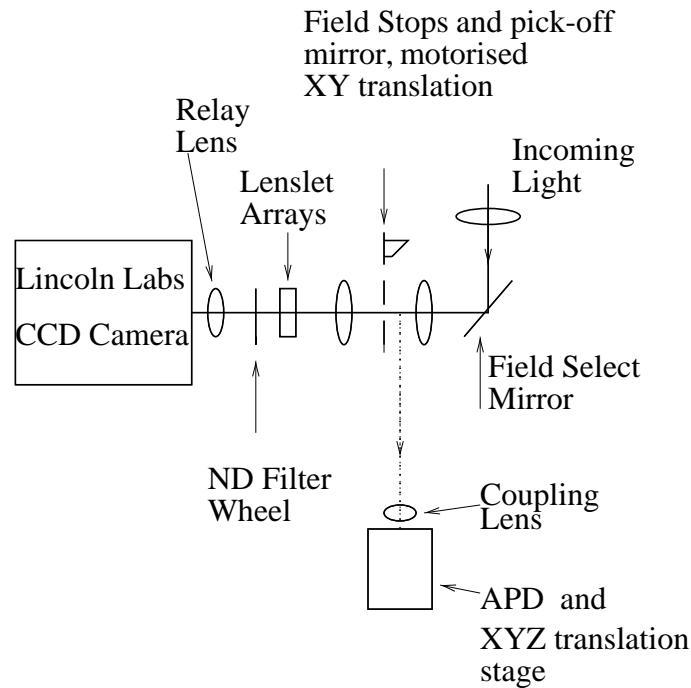 Field Stops and pick-off
mirror, motorised
XY translation
Relay
Lens
Incoming
Light
Lenslet
Arrays
Lincoln Labs
CCD Camera
Field Select
Mirror
ND Filter
Wheel
Coupling
Lens
APD and
XYZ translation
stage